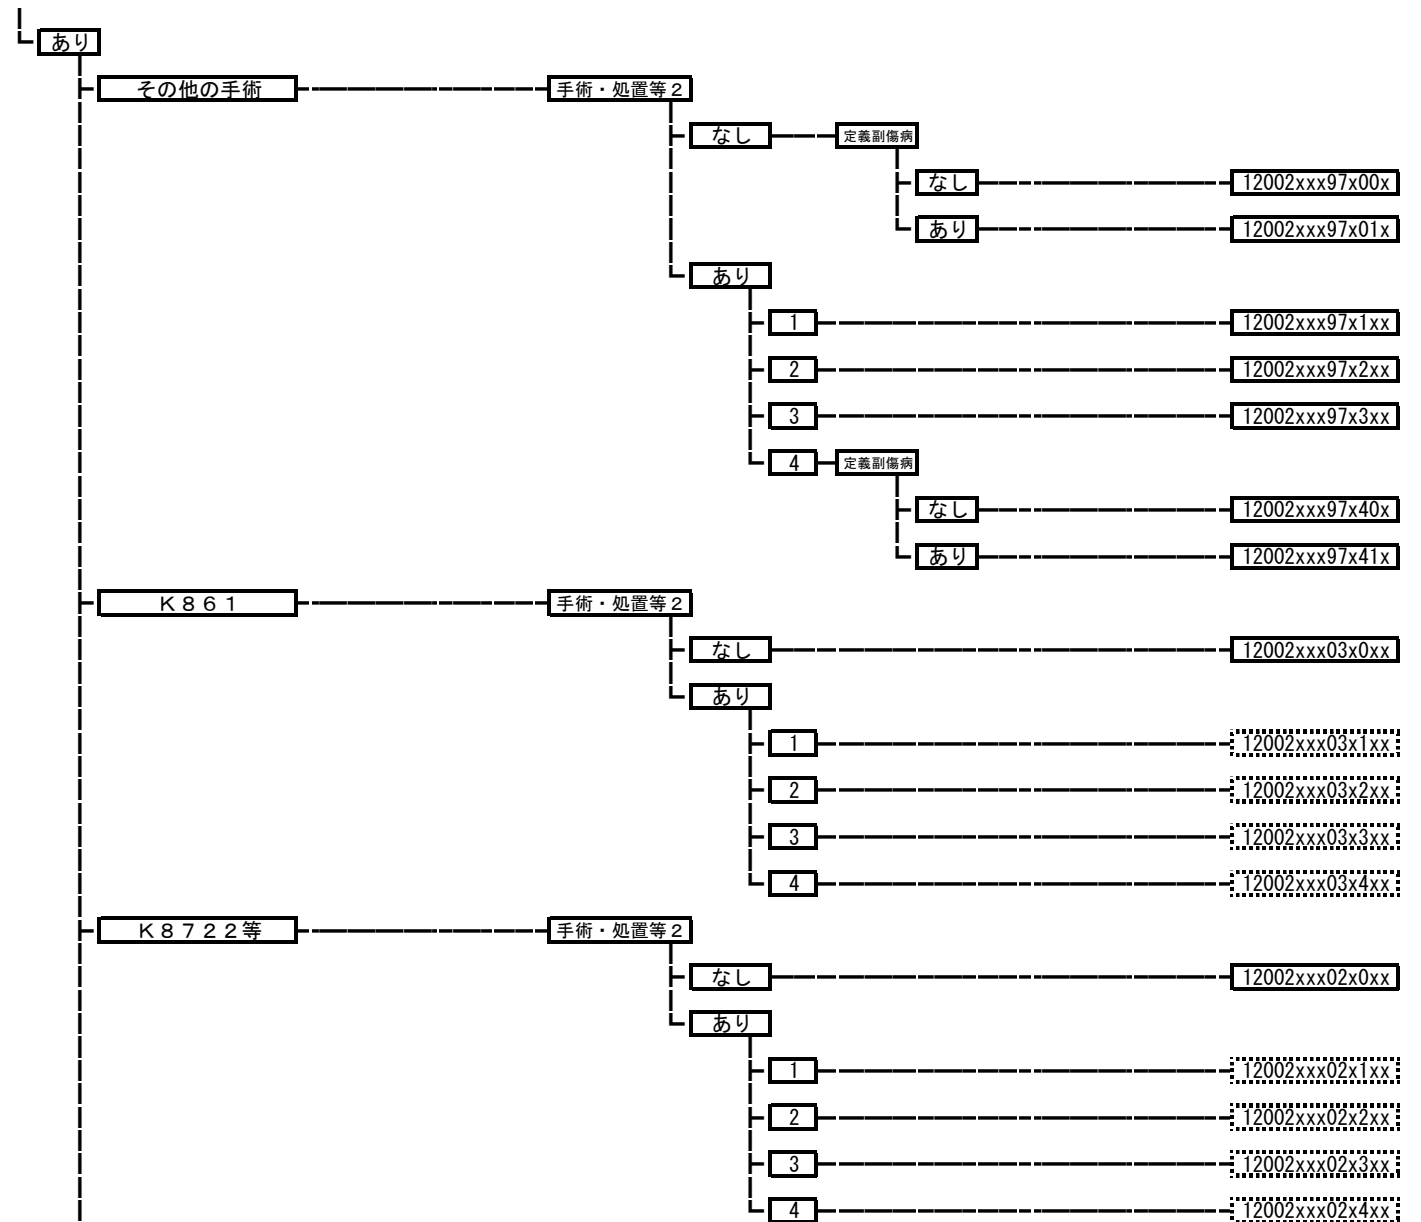 あり
その他の手術 手術・処置等２
なし 定義副傷病
なし 12002xxx97x00x
あり 12002xxx97x01x
あり
1 12002xxx97x1xx
2 12002xxx97x2xx
3 12002xxx97x3xx
4 定義副傷病
なし 12002xxx97x40x
あり 12002xxx97x41x
Ｋ８６１ 手術・処置等２
なし 12002xxx03x0xx
あり
1 12002xxx03x1xx
2 12002xxx03x2xx
3 12002xxx03x3xx
4 12002xxx03x4xx
Ｋ８７２２等 手術・処置等２
なし 12002xxx02x0xx
あり
1 12002xxx02x1xx
2 12002xxx02x2xx
3 12002xxx02x3xx
4 12002xxx02x4xx